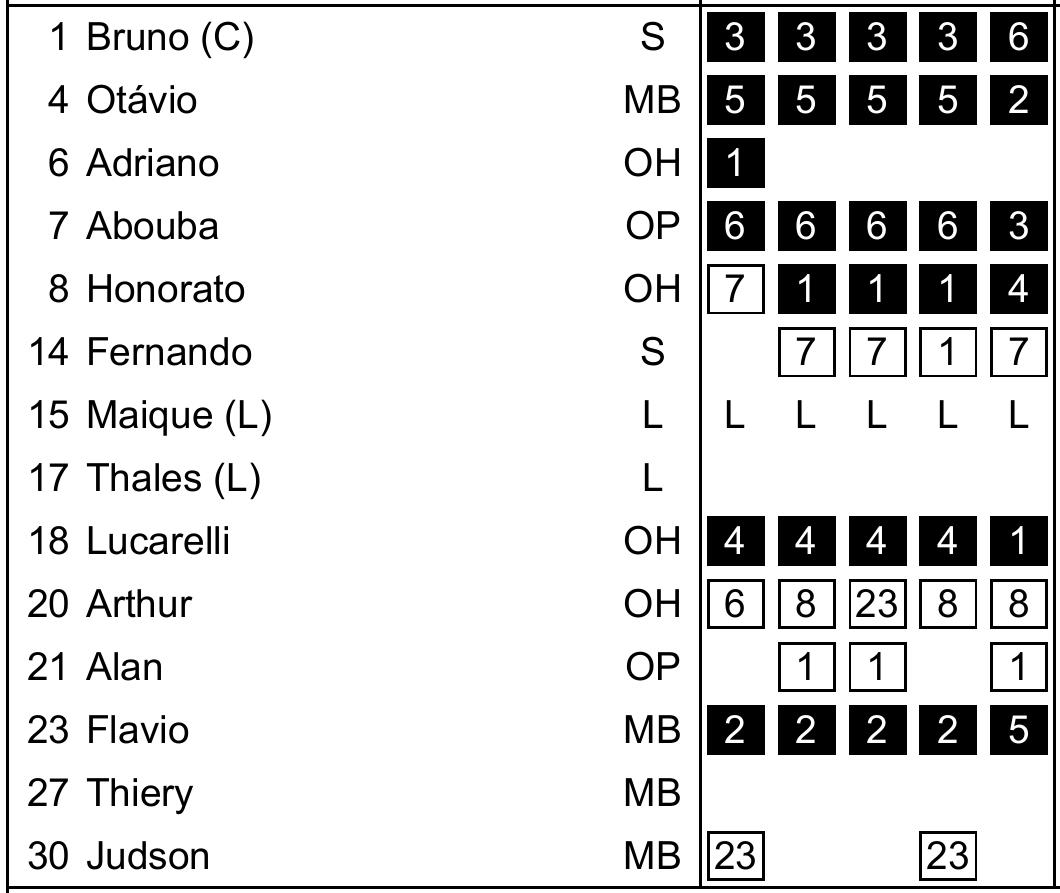 1 Bruno (C) S 3 3 3 3 6
4 Otávio MB 5 5 5 5 2
6 Adriano OH 1
7 Abouba OP 6 6 6 6 3
8 Honorato OH 7 1 1 1 4
14 Fernando S 7 7 1 7
15 Maique (L) L L L L L L
17 Thales (L) L
18 Lucarelli OH 4 4 4 4 1
20 Arthur OH 6 8 23 8 8
21 Alan OP 1 1 1
23 Flavio MB 2 2 2 2 5
27 Thiery MB
30 Judson MB 23 23